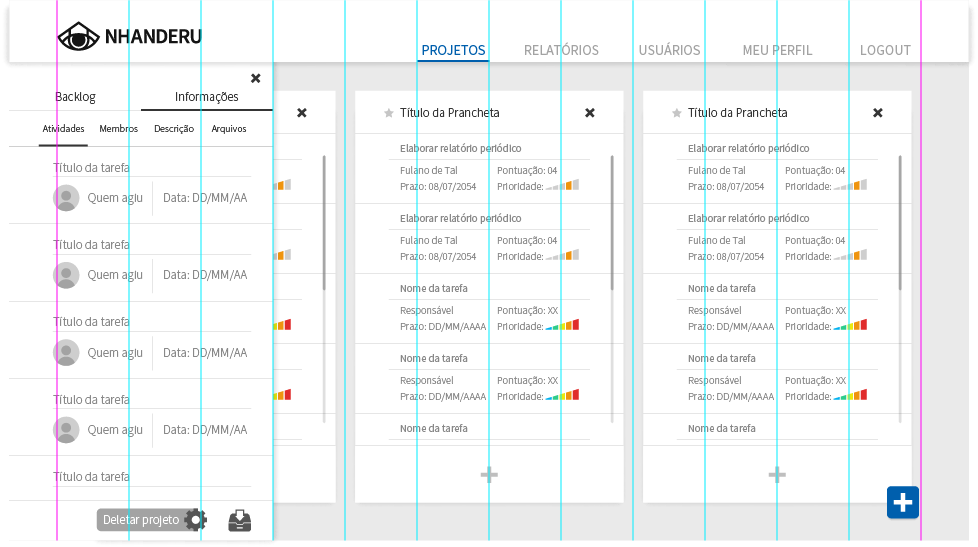 NHANDERU
PROJETOS
RELATÓRIOS
USUÁRIOS
MEU PERFIL
LOGOUT
Backlog
Informações
Atividades
Membros
Descrição
Arquivos
Título da tarefa
Quem agiu
Data: DD/MM/AA
Título da tarefa
Quem agiu
Data: DD/MM/AA
Título da tarefa
Quem agiu
Data: DD/MM/AA
Título da tarefa
Quem agiu
Data: DD/MM/AA
Título da tarefa
Deletar projeto
Título da Prancheta
Elaborar relatório periódico
Fulano de Tal
Pontuação: 04
Prazo: 08/07/2054
Prioridade:
Elaborar relatório periódico
Fulano de Tal
Pontuação: 04
Prazo: 08/07/2054
Prioridade:
Nome da tarefa
Responsável
Pontuação: XX
Prazo: DD/MM/AAAA
Prioridade:
Nome da tarefa
Responsável
Pontuação: XX
Prazo: DD/MM/AAAA
Prioridade:
Nome da tarefa
Título da Prancheta
Elaborar relatório periódico
Fulano de Tal
Pontuação: 04
Prazo: 08/07/2054
Prioridade:
Elaborar relatório periódico
Fulano de Tal
Pontuação: 04
Prazo: 08/07/2054
Prioridade:
Nome da tarefa
Responsável
Pontuação: XX
Prazo: DD/MM/AAAA
Prioridade:
Nome da tarefa
Responsável
Pontuação: XX
Prazo: DD/MM/AAAA
Prioridade:
Nome da tarefa